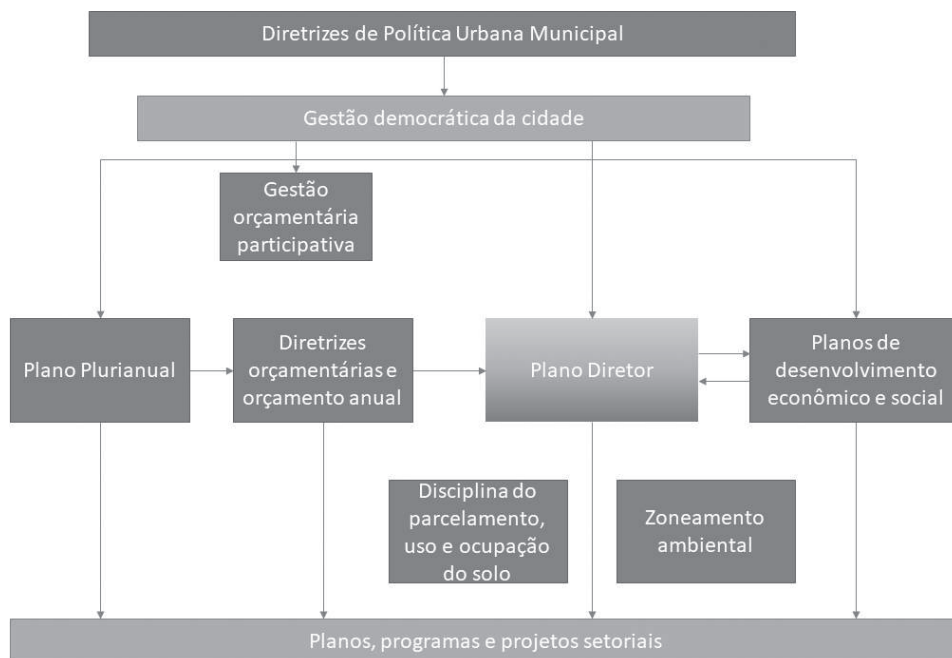 Diretrizes de Política Urbana Municipal
Gestão democrática da cidade
Gestão
orçamentária
participativa
Plano Plurianual
Diretrizes
orçamentárias e
orçamento anual
Plano Diretor
Planos de
desenvolvimento
econômico e social
Disciplina do
parcelamento,
uso e ocupação
do solo
Zoneamento
ambiental
Planos, programas e projetos setoriais